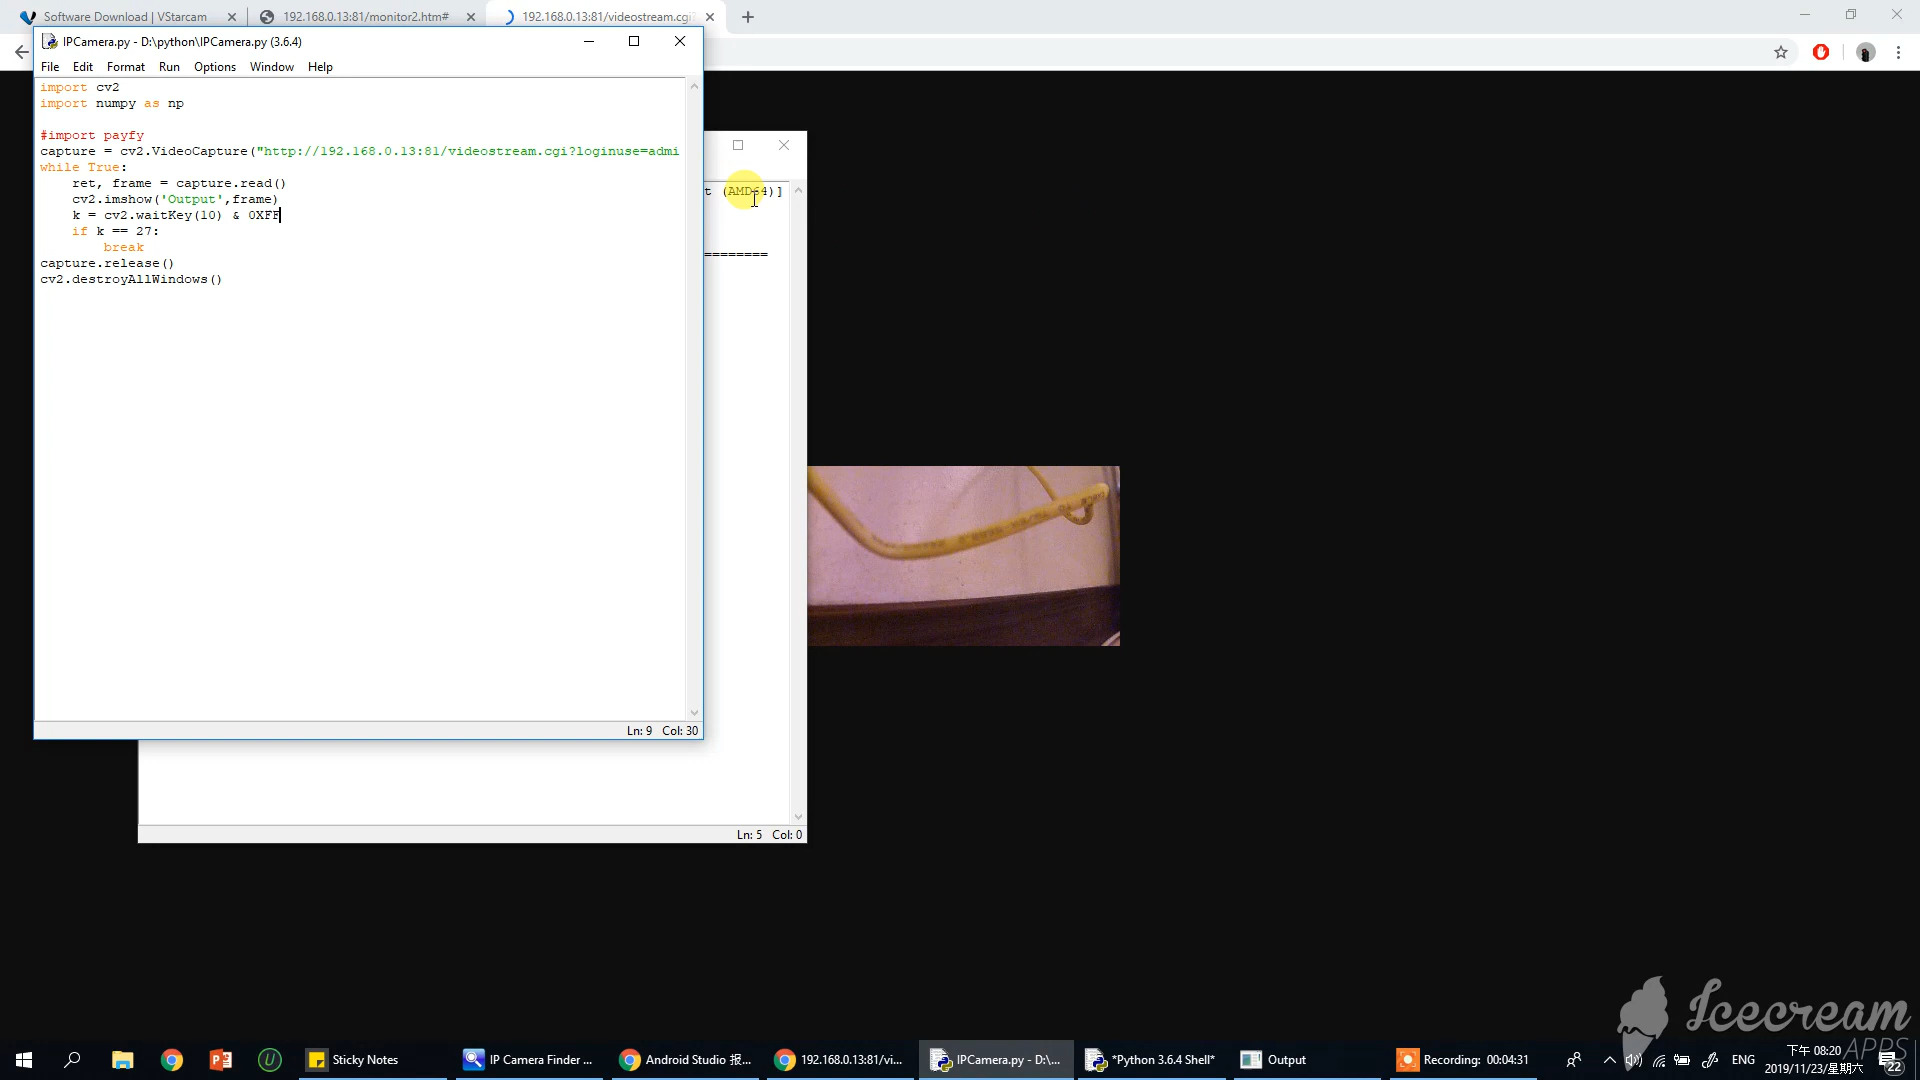 Software Download | VStarcam
192.168.0.13:81/monitor2.htm#
192.168.0.13:81/videostream.cgi?
IPCamera.py - D:\python\IPCamera.py (3.6.4)
File Edit Format Run Options Window Help
import cv2
import numpy as np
#import payfy
capture = cv2.VideoCapture("http://192.168.0.13:81/videostream.cgi?loginuse=admi
while True:
ret, frame = capture.read()
t (AMD64)]
cv2.imshow('Output',frame)
k = cv2.waitKey(10) & 0XFF
if k == 27:
break
========
capture.release()
cv2.destroyAllWindows()
Ln: 9 Col: 30
Ln: 5 Col: 0
Icecream
APPS
Sticky Notes
IP Camera Finder ...
Android Studio 报...
192.168.0.13:81/vi...
IPCamera.py - D:\...
*Python 3.6.4 Shell*
Output
Recording: 00:04:31
ENG
下午 08:20
2019/11/23/星期六
22